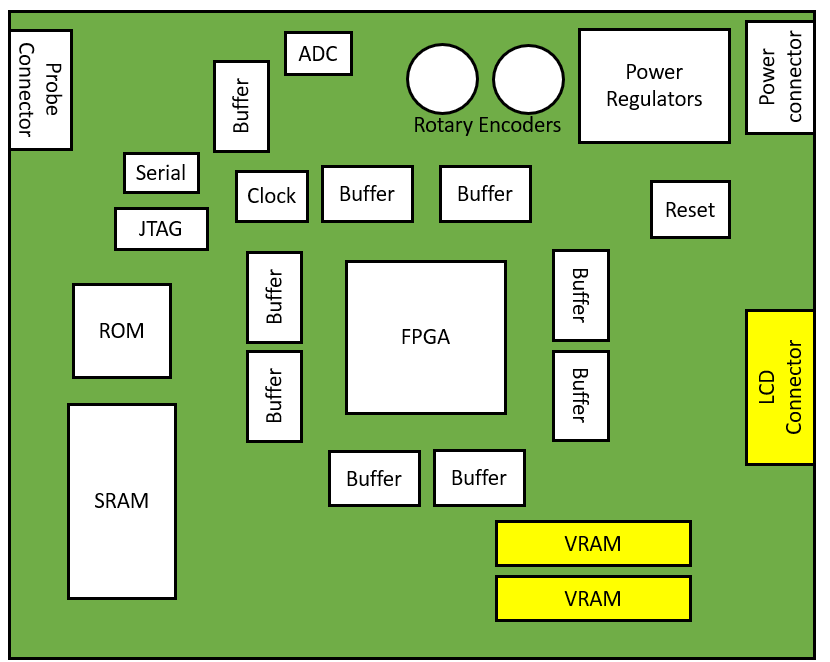 Probe
Connector
Buffer
ADC
Rotary Encoders
Power
Regulators
Power
connector
Serial
JTAG
Clock
Buffer
Buffer
Reset
ROM
Buffer
FPGA
Buffer
Buffer
Buffer
LCD
Connector
SRAM
Buffer
Buffer
VRAM
VRAM